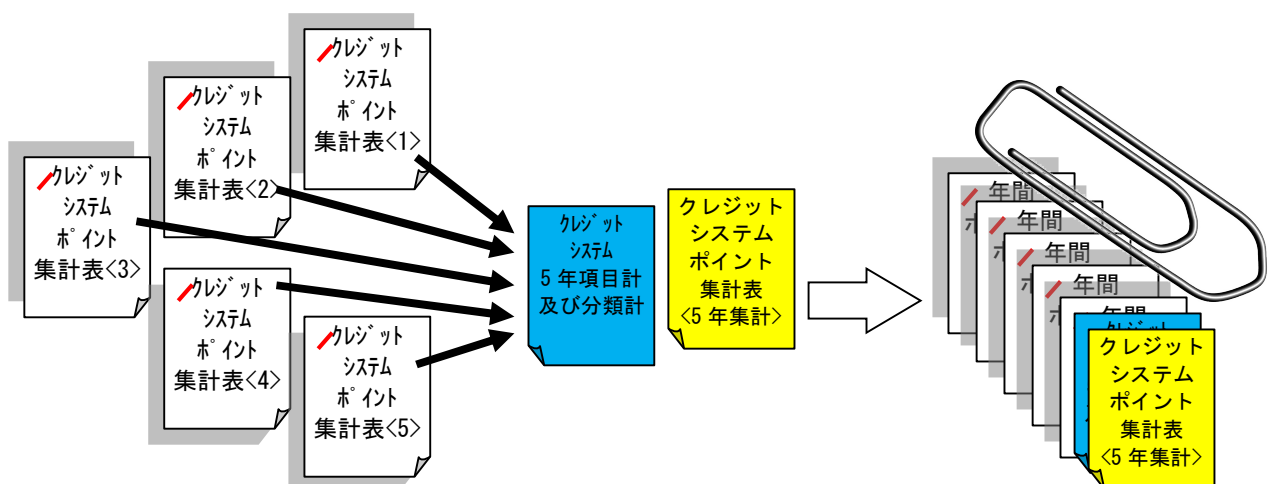 クレジット
システム
ポイント
集計表<1>
クレジット
システム
ポイント
集計表<2>
クレジット
システム
ポイント
集計表<3>
クレジット
システム
ポイント
集計表<4>
クレジット
システム
ポイント
集計表<5>
クレジット
システム
5年項目計
及び分類計
クレジット
システム
ポイント
集計表
<5年集計>
年間
年間
年間
年間
年間
クレジット
クレジット
システム
ポイント
集計表
<5年集計>